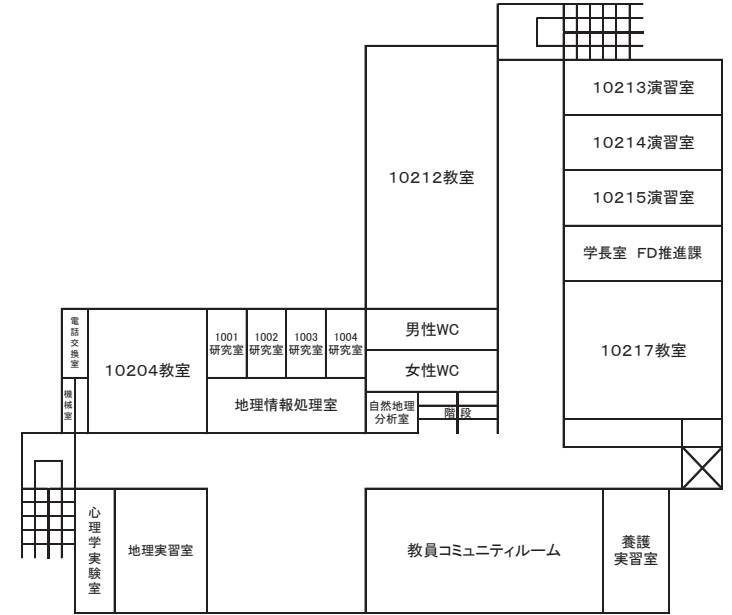 10213演習室
10214演習室
10212教室
10215演習室
学長室 FD推進課
電話交換室
10204教室
1001
研究室
1002
研究室
1003
研究室
1004
研究室
男性WC
10217教室
女性WC
機械室
地理情報処理室
自然地理
分析室
階段
心理学実験室
地理実習室
教員コミュニティルーム
養護
実習室